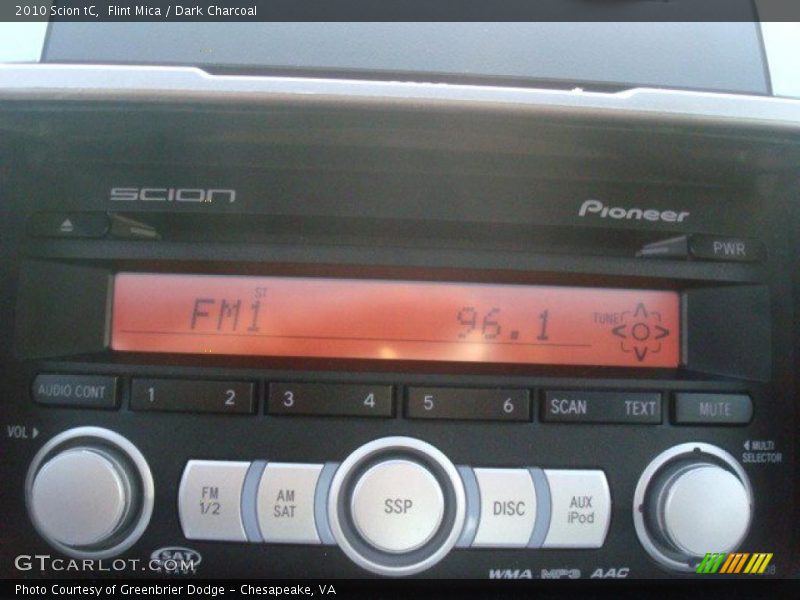 2010 Scion tC,  Flint Mica / Dark Charcoal
SCION
Pioneer
PWR
ST
FM1
96.1
TUNE
AUDIO CONT
1 2
3 4
5 6
SCAN TEXT
MUTE
VOL
MULTI
SELECTOR
FM
1/2
AM
SAT
SSP
DISC
AUX
iPod
SAT
READY
WMA MP3 AAC
GTCARLOT.COM
Photo Courtesy of Greenbrier Dodge - Chesapeake, VA